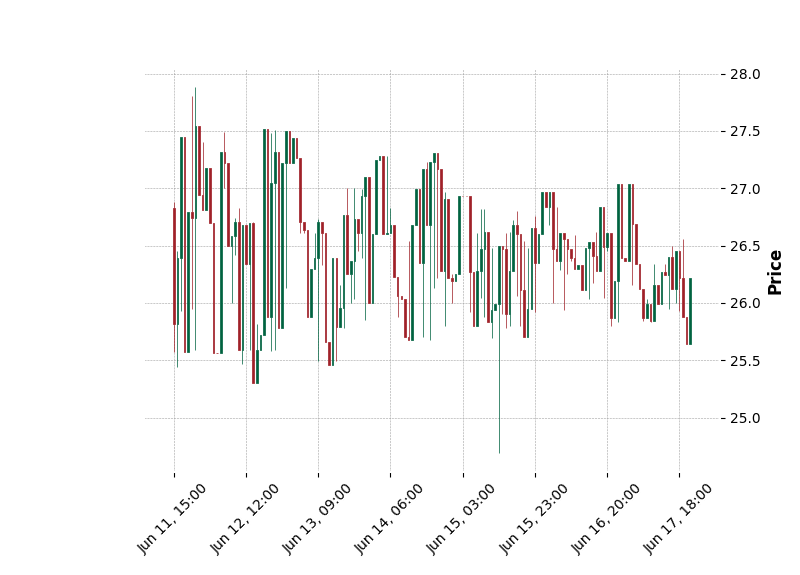 28.0
27.5
27.0
26.5
26.0
25.5
25.0
Price
Jun 11, 15:00
Jun 12, 12:00
Jun 13, 09:00
Jun 14, 06:00
Jun 15, 03:00
Jun 15, 23:00
Jun 16, 20:00
Jun 17, 18:00